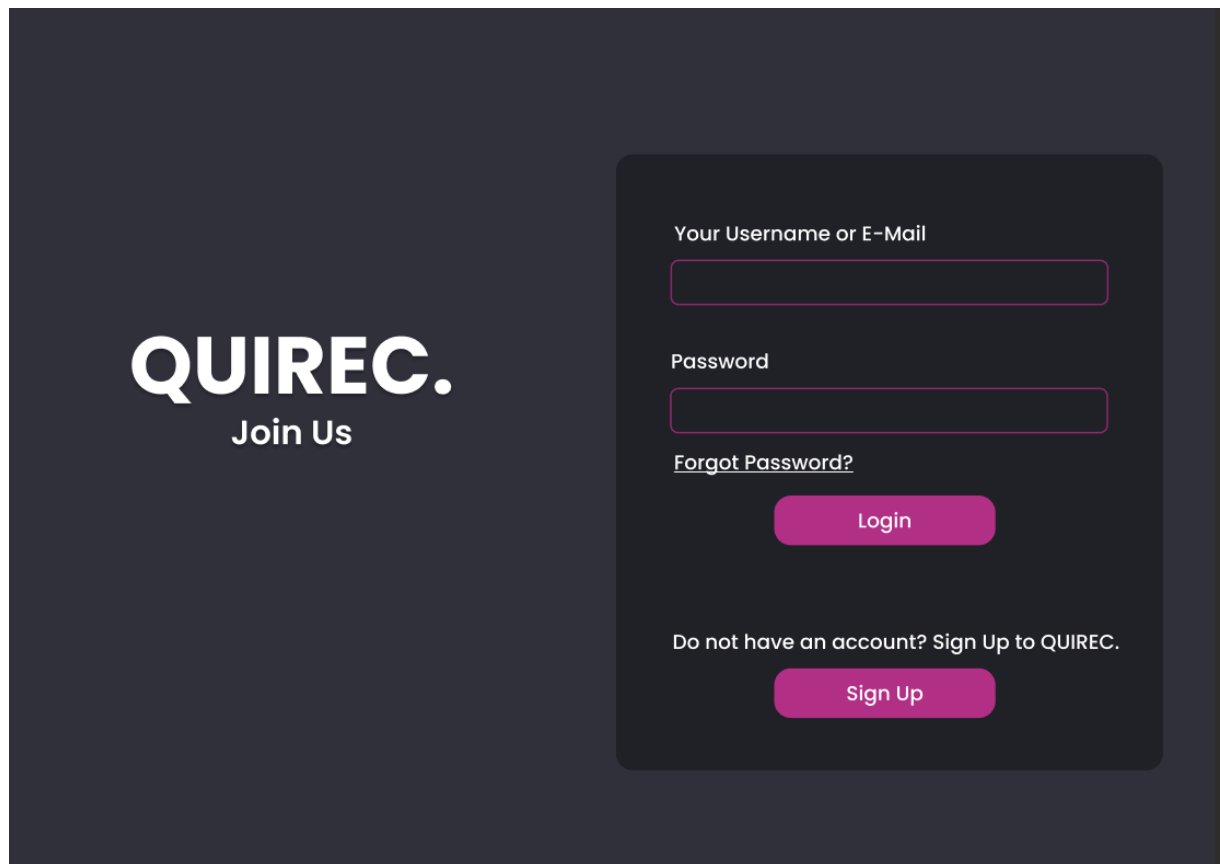 QUIREC.
Join Us
Your Username or E-Mail
Password
Forgot Password?
Login
Do not have an account? Sign Up to QUIREC.
Sign Up